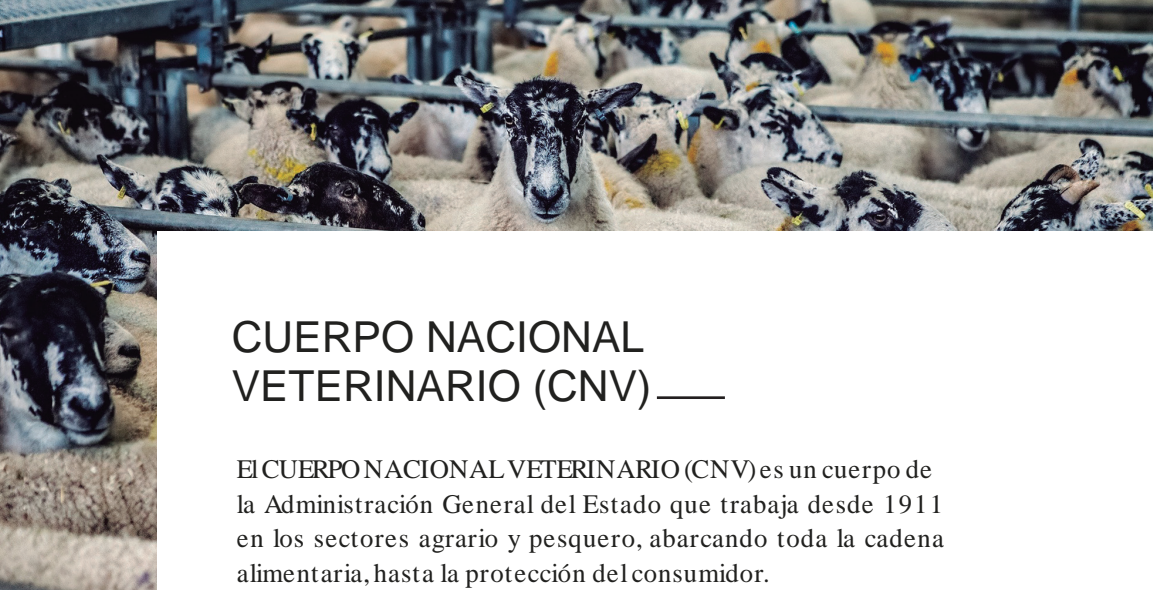 CUERPO NACIONAL
VETERINARIO (CNV)
El CUERPO NACIONAL VETERINARIO (CNV) es un cuerpo de
la Administración General del Estado que trabaja desde 1911
en los sectores agrario y pesquero, abarcando toda la cadena
alimentaria, hasta la protección del consumidor.